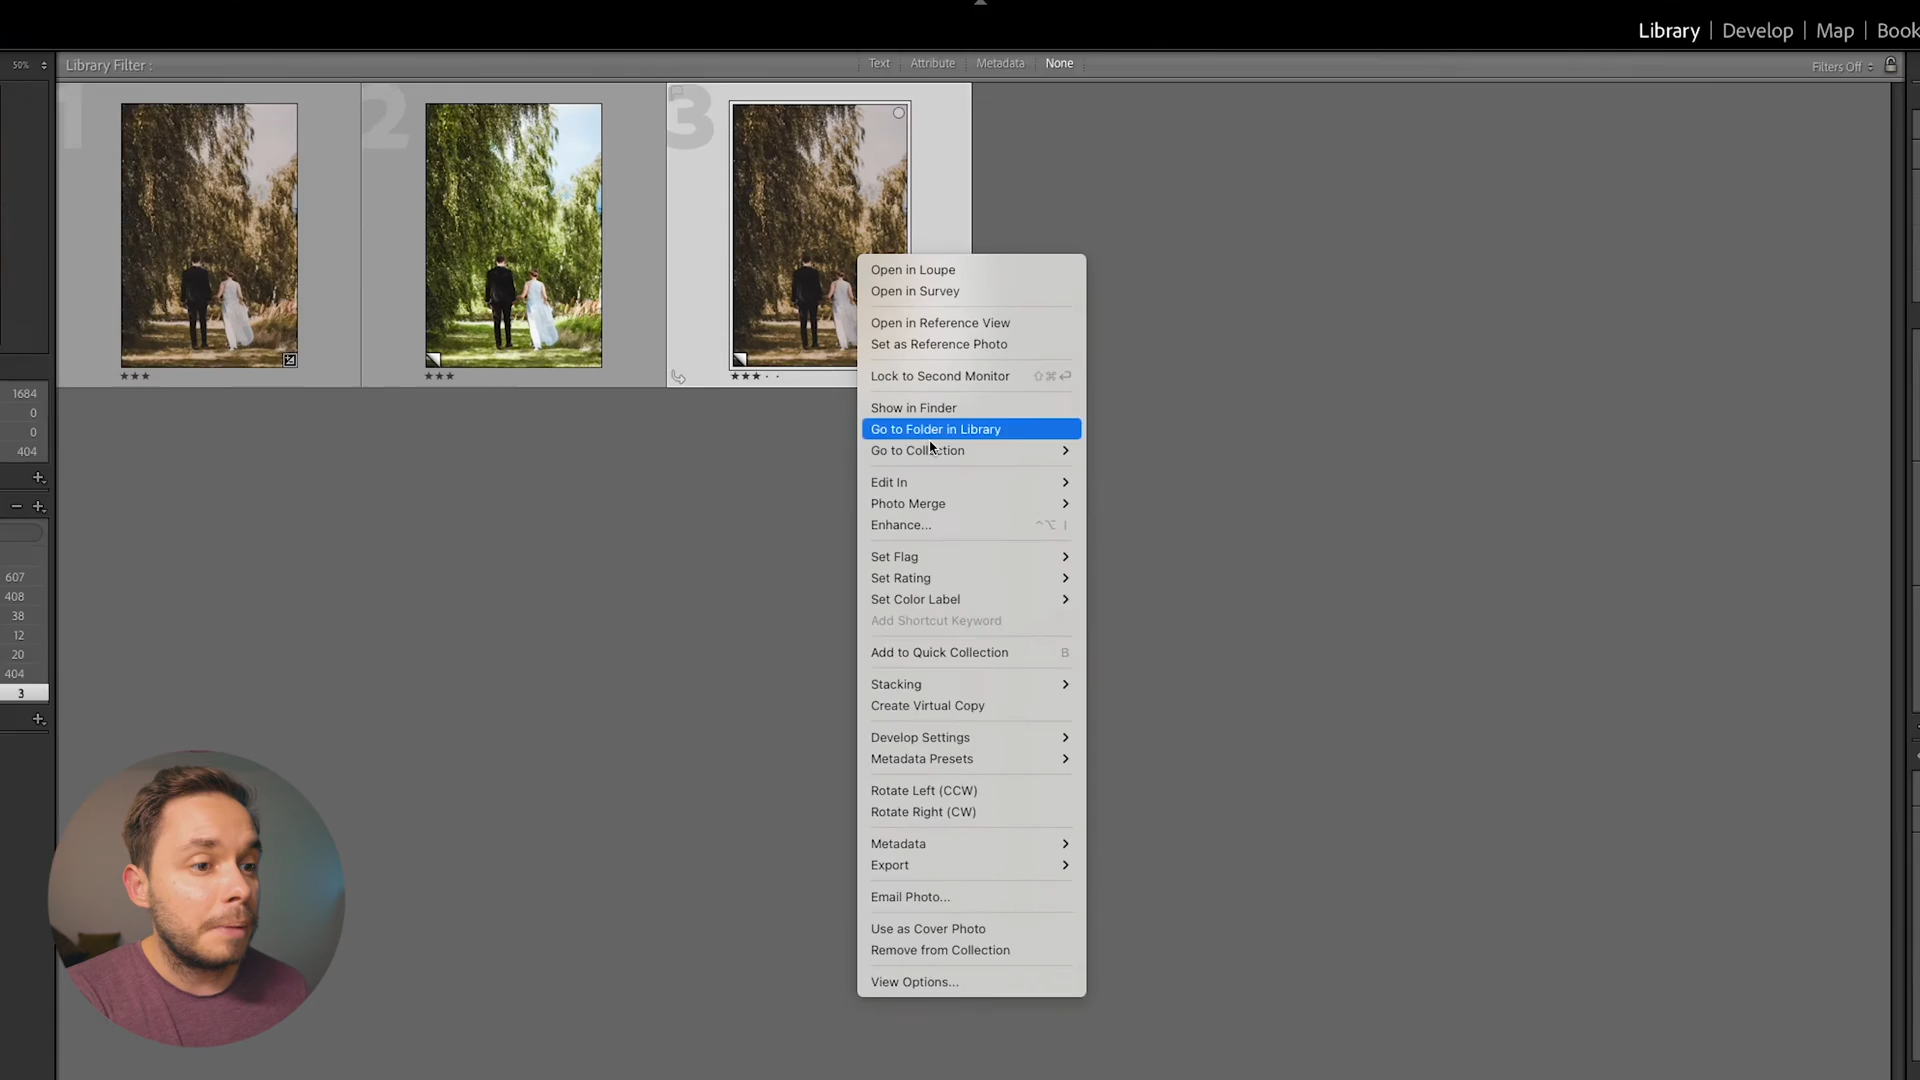 Library | Develop | Map | Book
50%
Library Filter :
Text
Attribute
Metadata
None
Filters Off
1
2
3
Open in Loupe
Open in Survey
Open in Reference View
Set as Reference Photo
Lock to Second Monitor ⇧⌘↩
Show in Finder
Go to Folder in Library
Go to Collection
Edit In
Photo Merge
Enhance... ^⌥ I
Set Flag
Set Rating
Set Color Label
Add Shortcut Keyword
Add to Quick Collection B
Stacking
Create Virtual Copy
Develop Settings
Metadata Presets
Rotate Left (CCW)
Rotate Right (CW)
Metadata
Export
Email Photo...
Use as Cover Photo
Remove from Collection
View Options...
1684
0
0
404
607
408
38
12
20
404
3